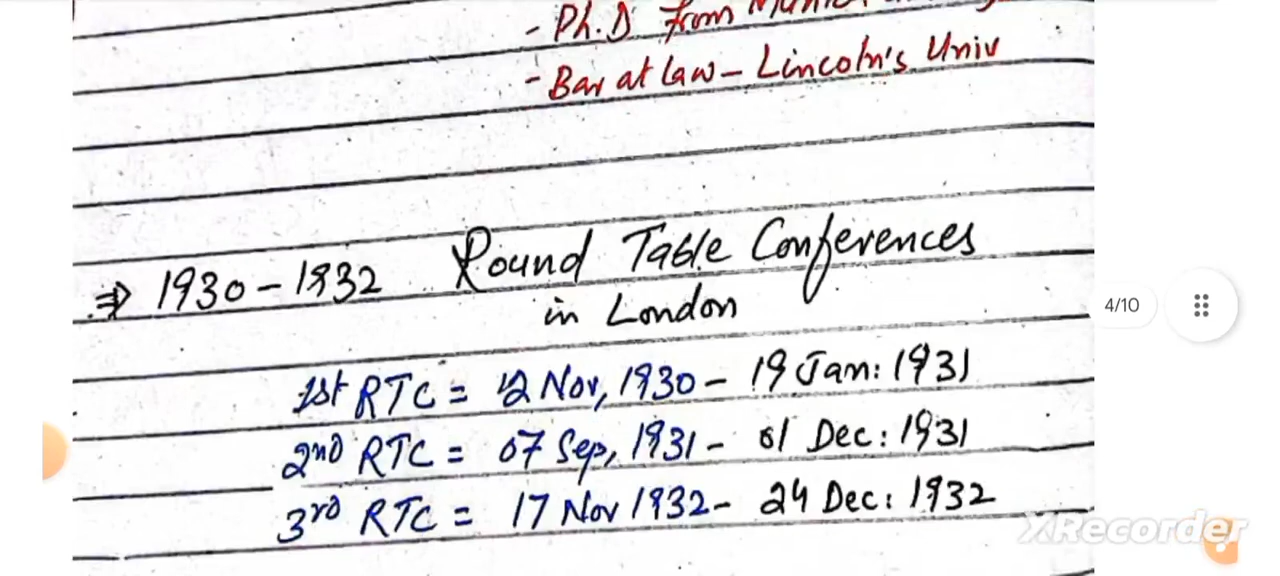 - Ph.D from
- Bar at law - Lincoln's Univ
⇒ 1930 - 1932 Round Table Conferences
in London
1st RTC = 12 Nov, 1930 - 19 Jan: 1931
2nd RTC = 07 Sep, 1931 - 01 Dec: 1931
3rd RTC = 17 Nov 1932 - 24 Dec: 1932
4/10
XRecorder